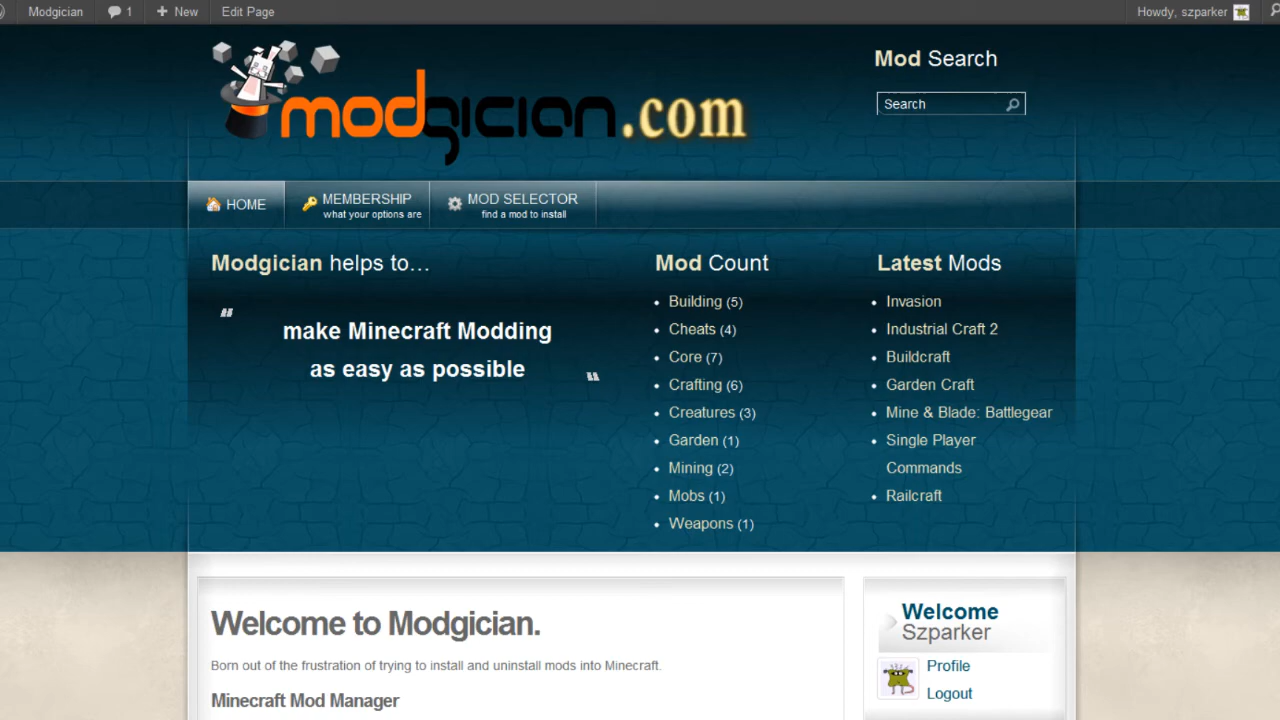 Modgician 1 New Edit Page Howdy, szparker
modgician.com
Mod Search
Search
HOME
MEMBERSHIP
what your options are
MOD SELECTOR
find a mod to install
Modgician helps to...
"
make Minecraft Modding
as easy as possible
"
Mod Count
Building (5)
Cheats (4)
Core (7)
Crafting (6)
Creatures (3)
Garden (1)
Mining (2)
Mobs (1)
Weapons (1)
Latest Mods
Invasion
Industrial Craft 2
Buildcraft
Garden Craft
Mine & Blade: Battlegear
Single Player
Commands
Railcraft
Welcome to Modgician.
Born out of the frustration of trying to install and uninstall mods into Minecraft.
Minecraft Mod Manager
Welcome
Szparker
Profile
Logout